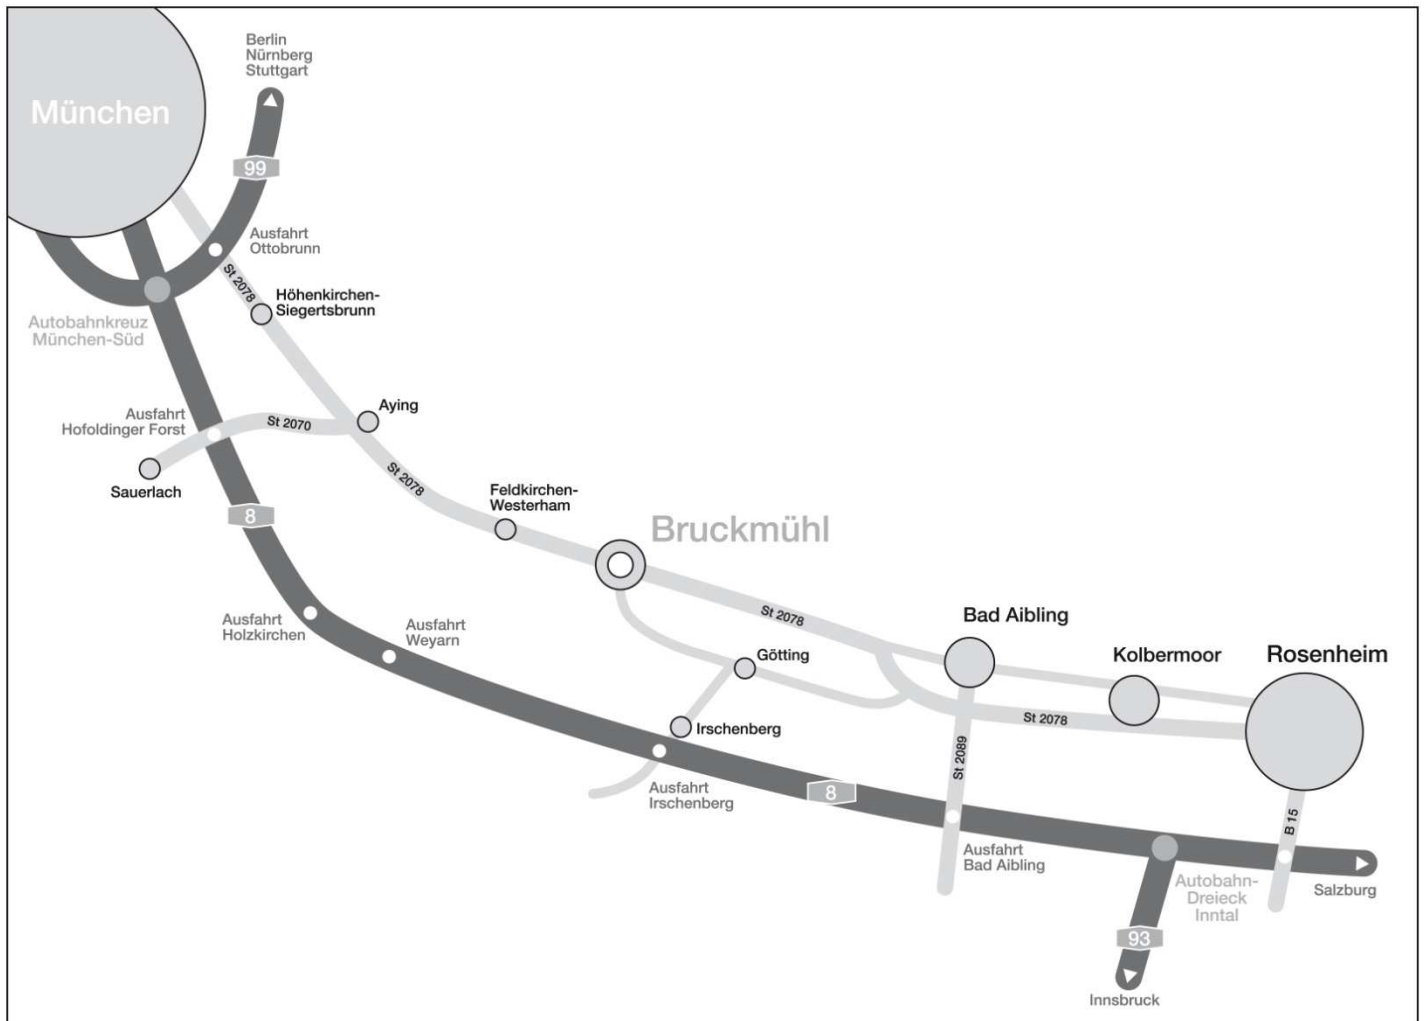 Berlin
Nürnberg
Stuttgart
München
99
Ausfahrt
Ottobrunn
St 2078
Höhenkirchen-
Siegertsbrunn
Autobahnkreuz
München-Süd
Aying
Ausfahrt
Hofoldinger Forst
St 2070
Sauerlach
St 2078
Feldkirchen-
Westerham
8
Bruckmühl
Ausfahrt
Holzkirchen
Ausfahrt
Weyarn
St 2078
Bad Aibling
Götting
Kolbermoor
Rosenheim
Irschenberg
St 2078
St 2089
Ausfahrt
Irschenberg
8
B 15
Ausfahrt
Bad Aibling
Autobahn-
Dreieck
Inntal
Salzburg
93
Innsbruck